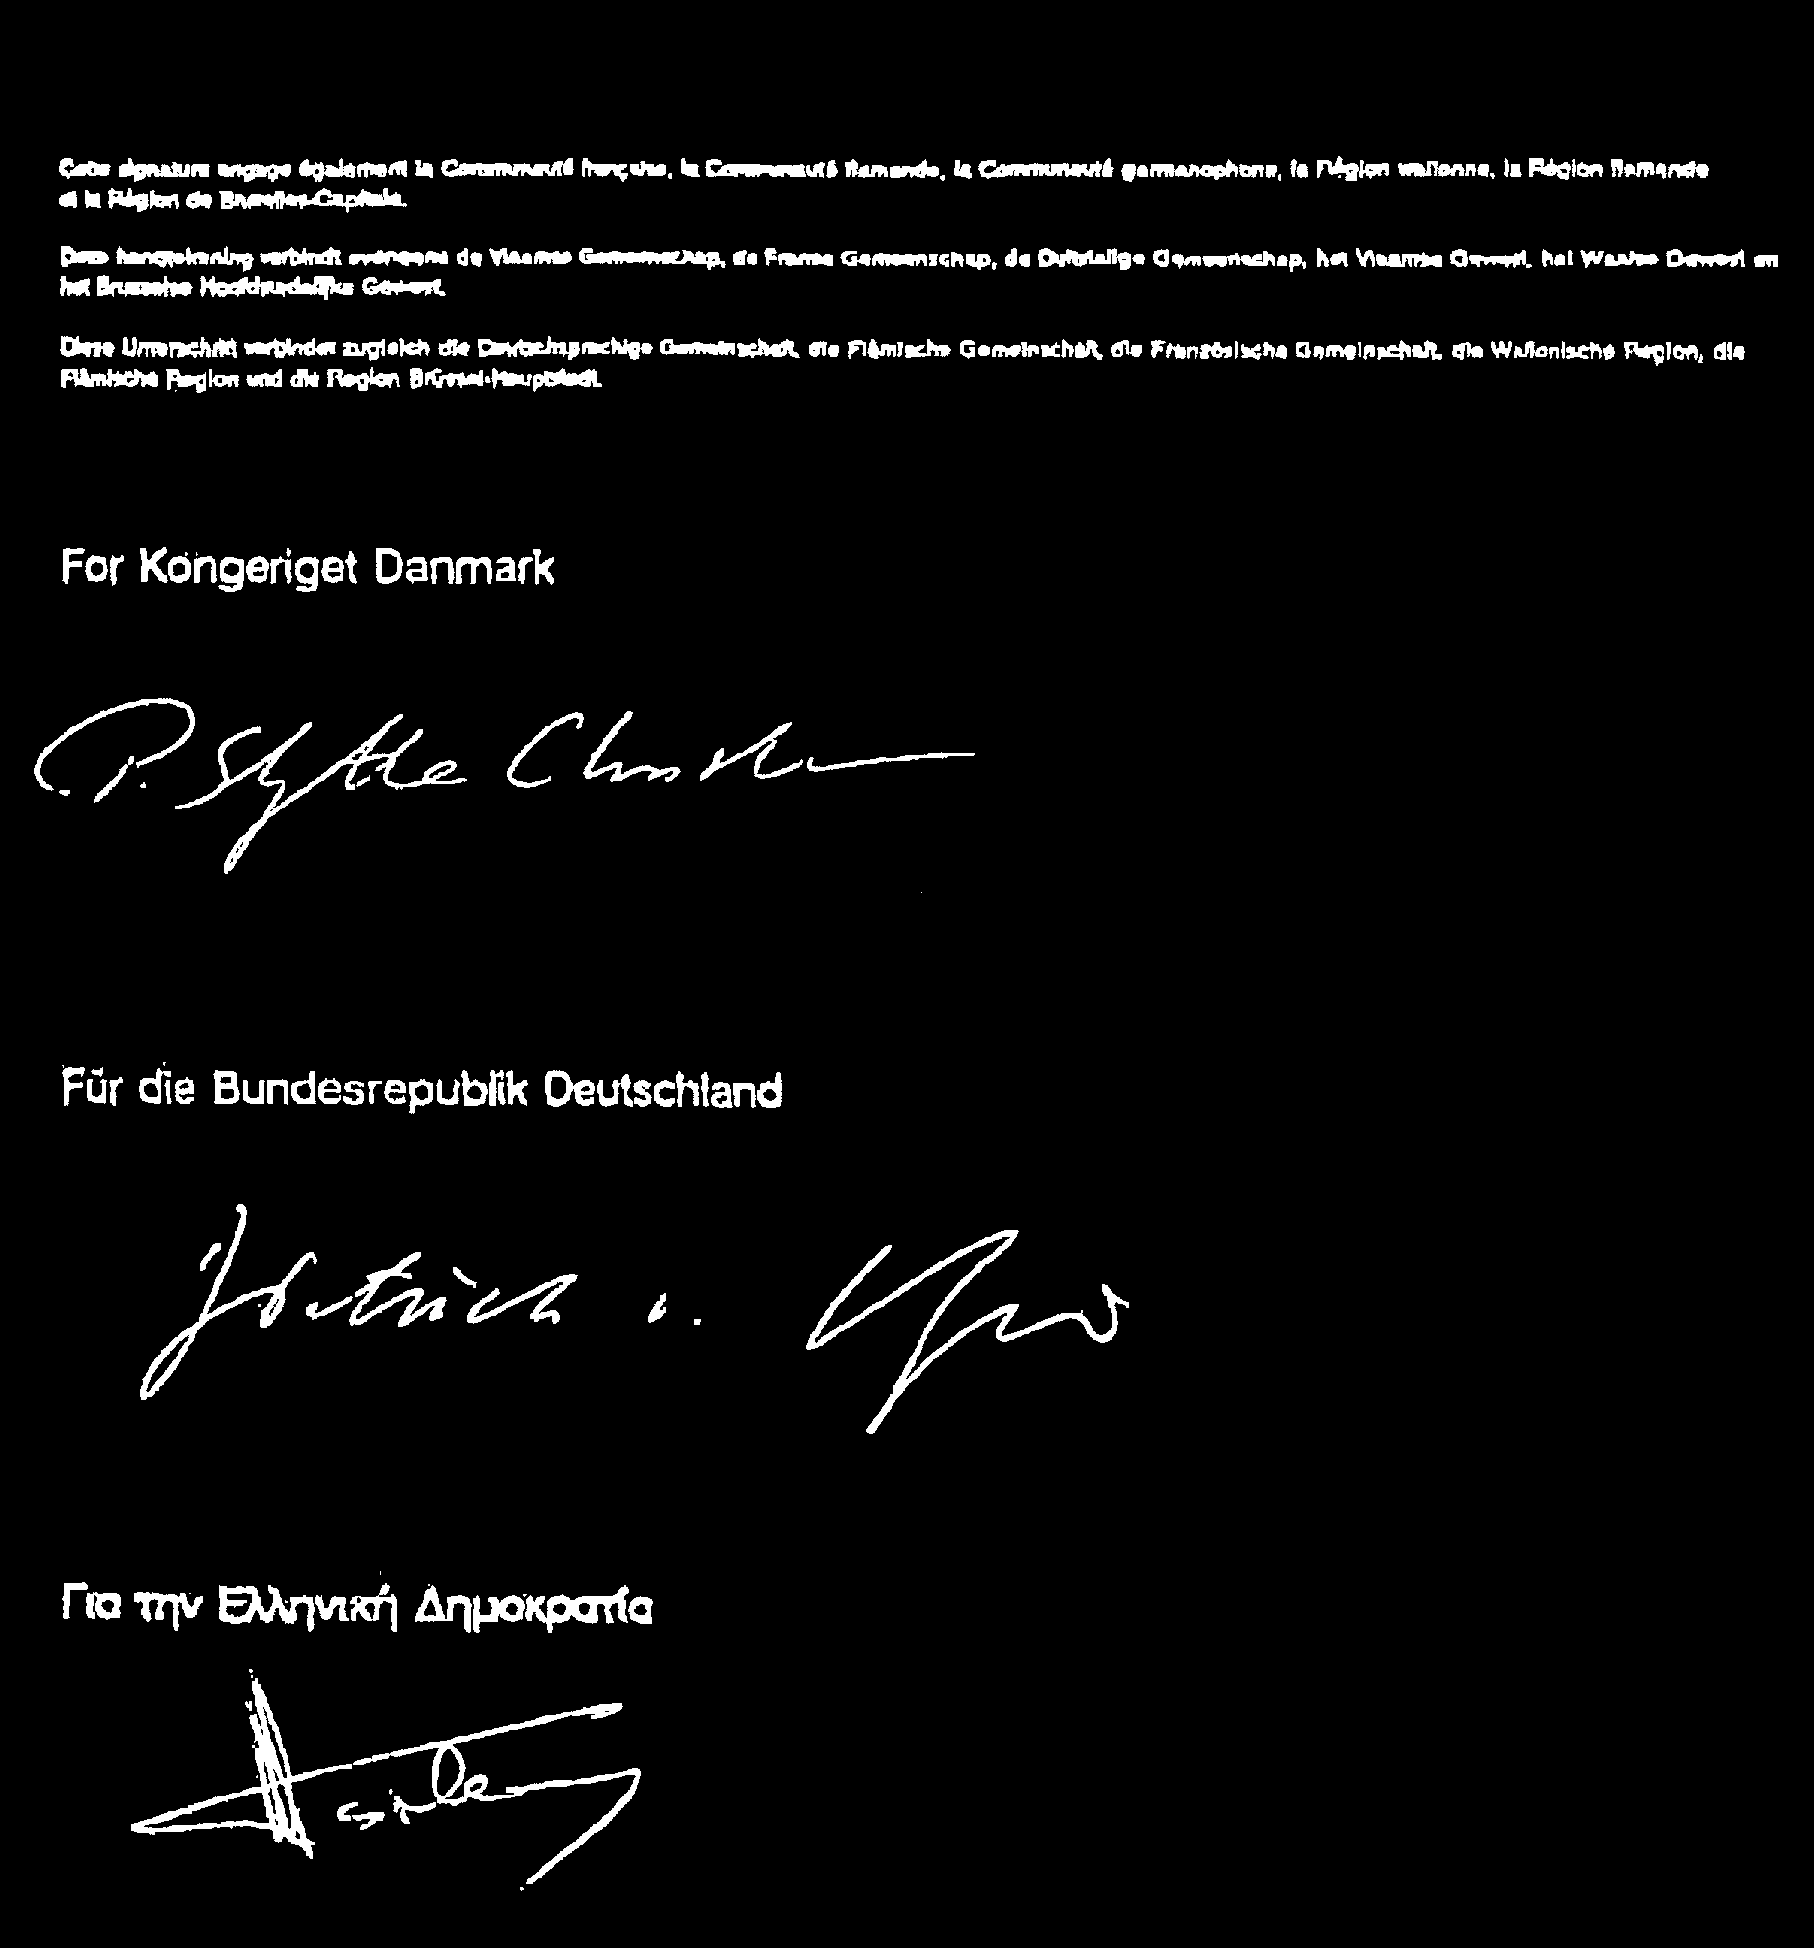 Cette signature engage également la Communauté française, la Communauté flamande, la Communauté germanophone, la Région wallonne, la Région flamande
et la Région de Bruxelles-Capitale.
Deze handtekening verbindt eveneens de Vlaamse Gemeenschap, de Franse Gemeenschap, de Duitstalige Gemeenschap, het Vlaamse Gewest, het Waalse Gewest en
het Brusselse Hoofdstedelijke Gewest.
Diese Unterschrift verbindet zugleich die Deutschsprachige Gemeinschaft, die Flämische Gemeinschaft, die Französische Gemeinschaft, die Wallonische Region, die
Flämische Region und die Region Brüssel-Hauptstadt.
For Kongeriget Danmark
P. Skytte Christ
Für die Bundesrepublik Deutschland
Dietrich v.
Για την Ελληνική Δημοκρατία